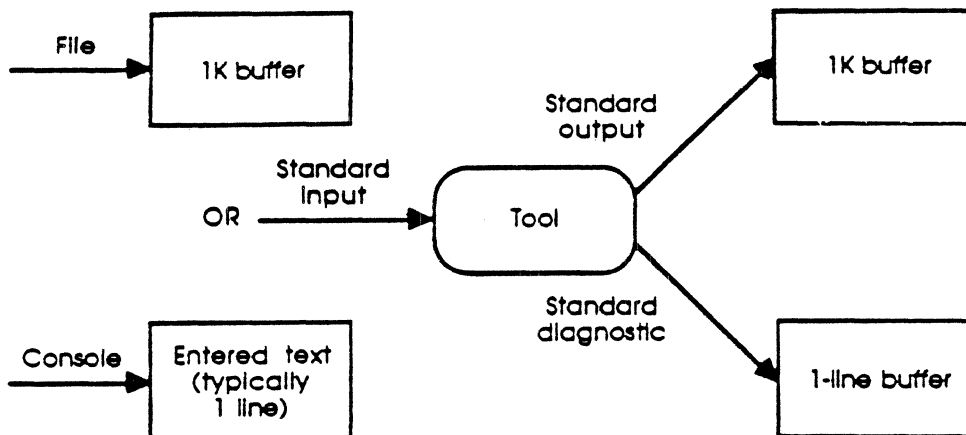 File
1K buffer
1K buffer
Standard
output
Standard
input
OR
Tool
Standard
diagnostic
Console
Entered text
(typically
1 line)
1-line buffer